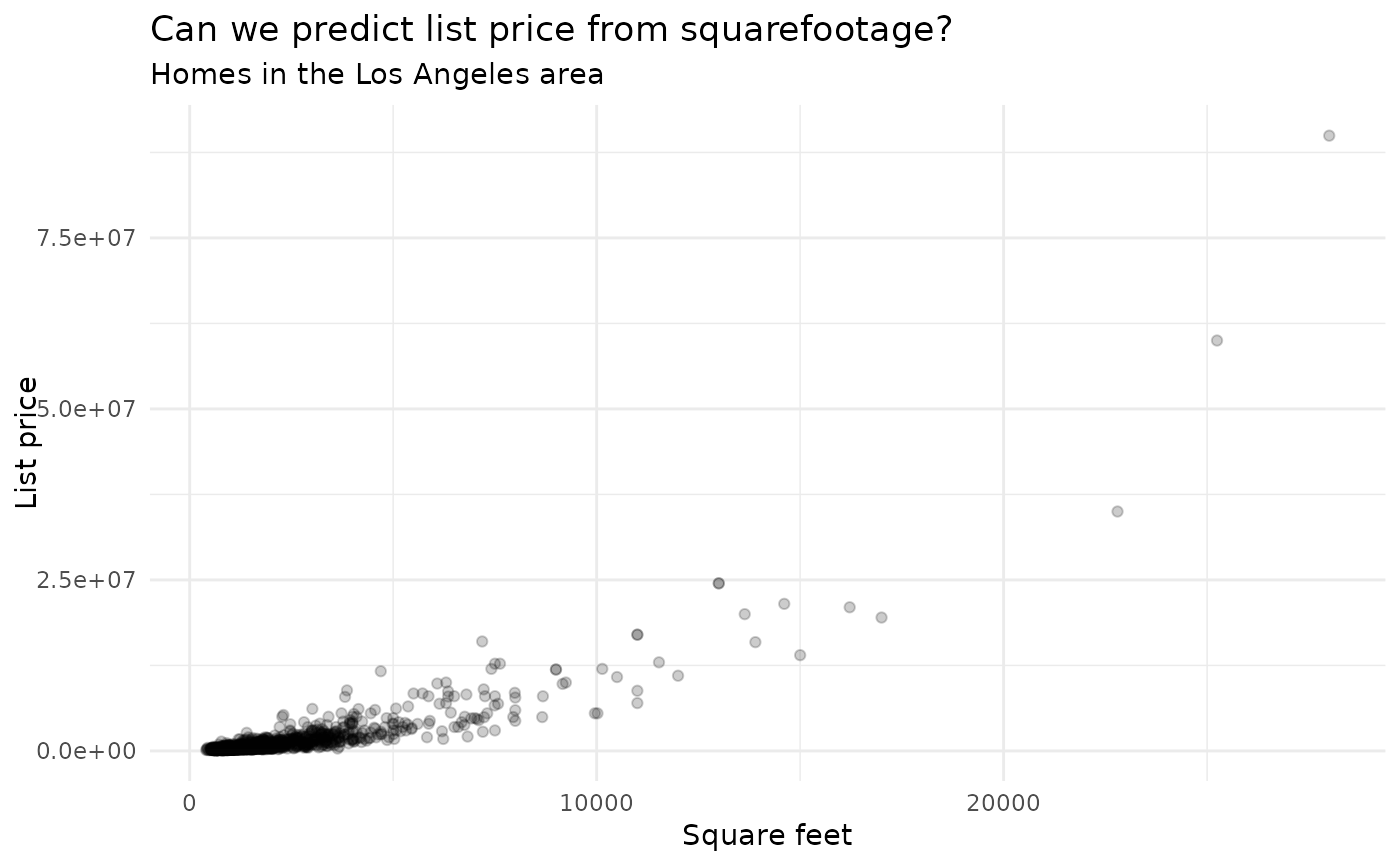 Can we predict list price from squarefootage?
Homes in the Los Angeles area
List price
7.5e+07
5.0e+07
2.5e+07
0.0e+00
0
10000
20000
Square feet